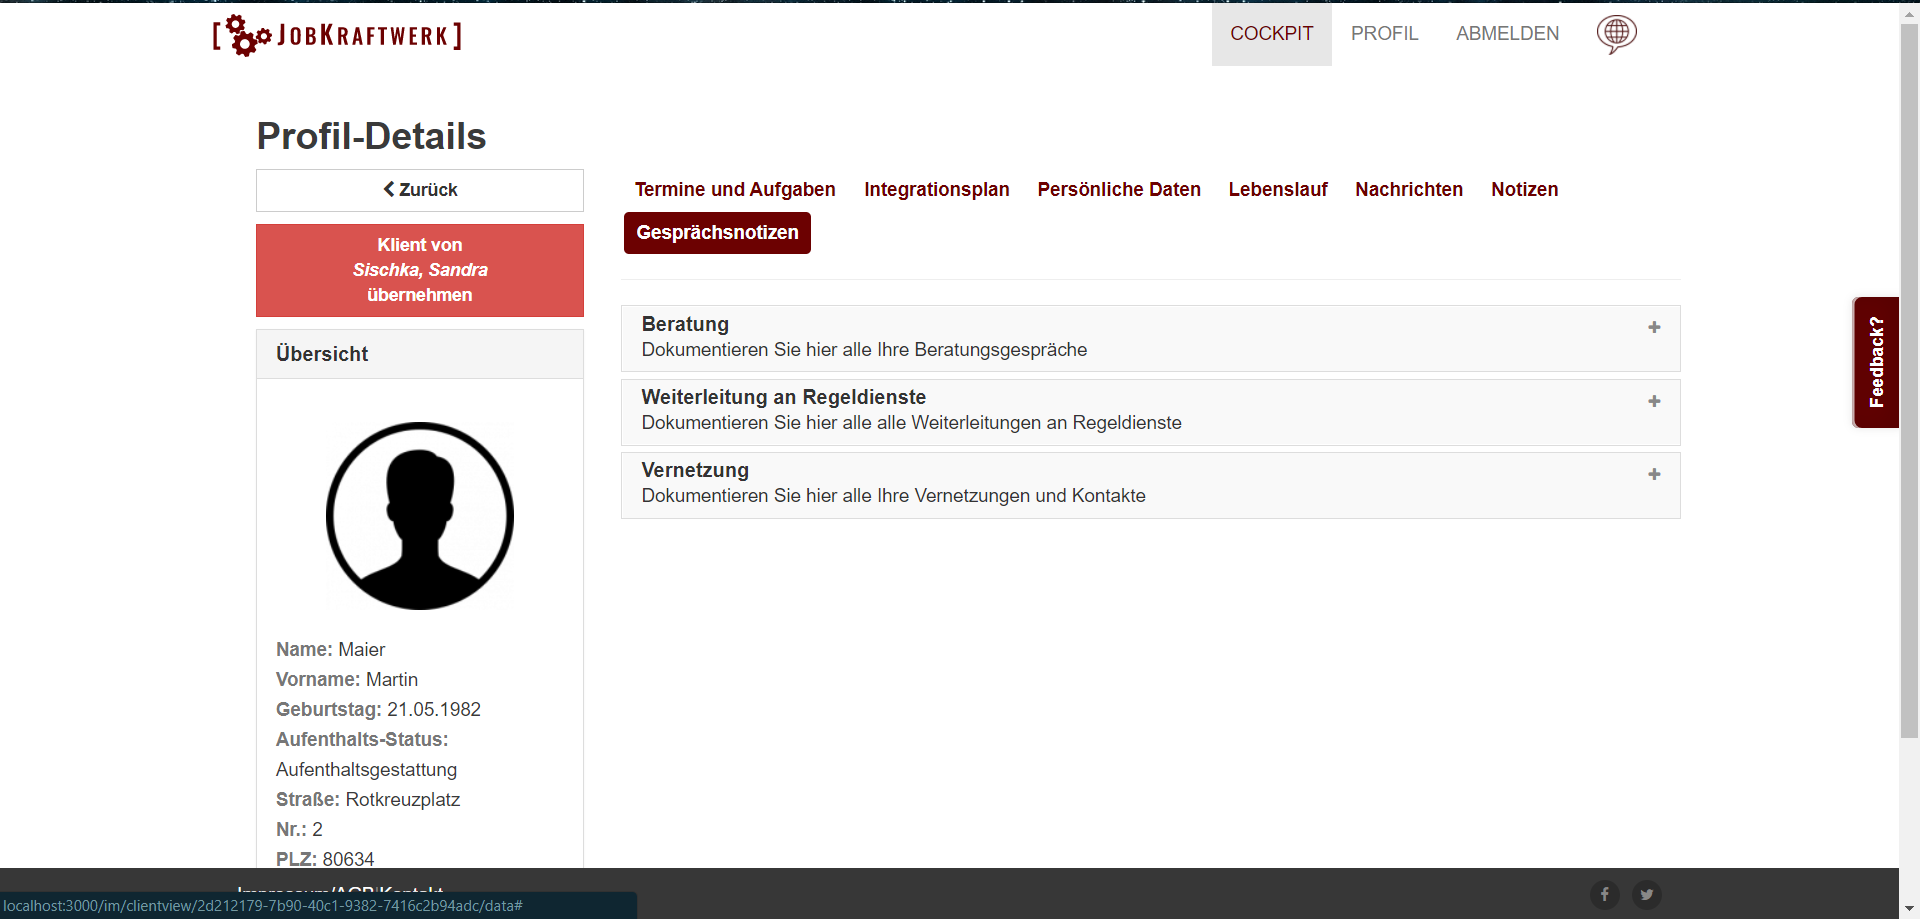 [ JOBKRAFTWERK ]
COCKPIT PROFIL ABMELDEN
Profil-Details
Zurück
Klient von
Sischka, Sandra
übernehmen
Übersicht
Name: Maier
Vorname: Martin
Geburtstag: 21.05.1982
Aufenthalts-Status:
Aufenthaltsgestattung
Straße: Rotkreuzplatz
Nr.: 2
PLZ: 80634
Termine und Aufgaben Integrationsplan Persönliche Daten Lebenslauf Nachrichten Notizen
Gesprächsnotizen
Beratung
Dokumentieren Sie hier alle Ihre Beratungsgespräche
Weiterleitung an Regeldienste
Dokumentieren Sie hier alle alle Weiterleitungen an Regeldienste
Vernetzung
Dokumentieren Sie hier alle Ihre Vernetzungen und Kontakte
Feedback?
Impressum/AGB|Kontakt
localhost:3000/im/clientview/2d212179-7b90-40c1-9382-7416c2b94adc/data#